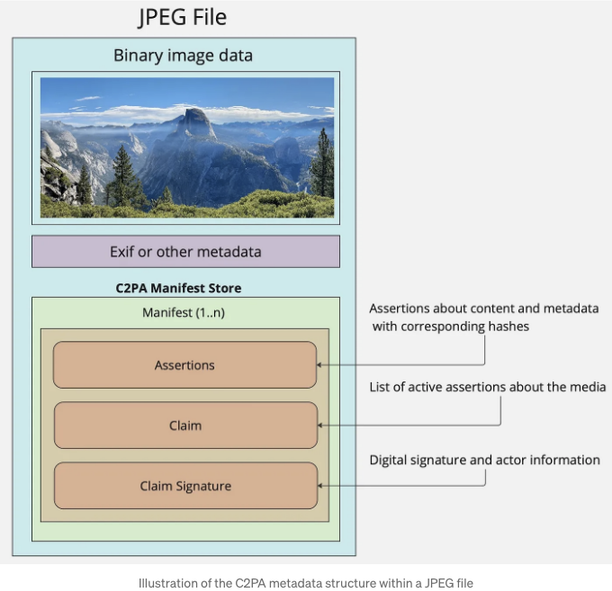 JPEG File
Binary image data
Exif or other metadata
C2PA Manifest Store
Manifest (1..n)
Assertions
Claim
Claim Signature
Assertions about content and metadata
with corresponding hashes
List of active assertions about the media
Digital signature and actor information
Illustration of the C2PA metadata structure within a JPEG file